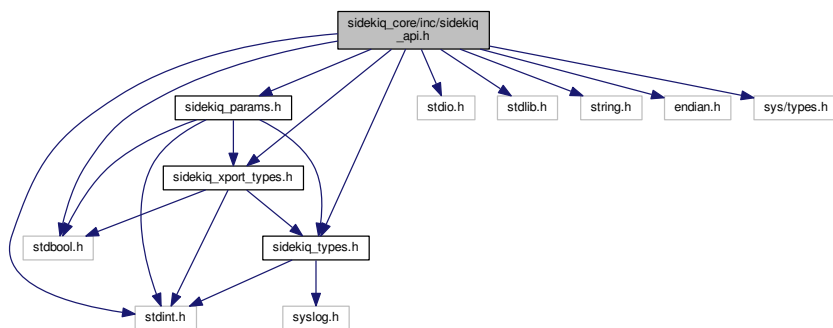 sidekiq_core/inc/sidekiq
_api.h
sidekiq_params.h
stdio.h
stdlib.h
string.h
endian.h
sys/types.h
sidekiq_xport_types.h
stdbool.h
sidekiq_types.h
stdint.h
syslog.h